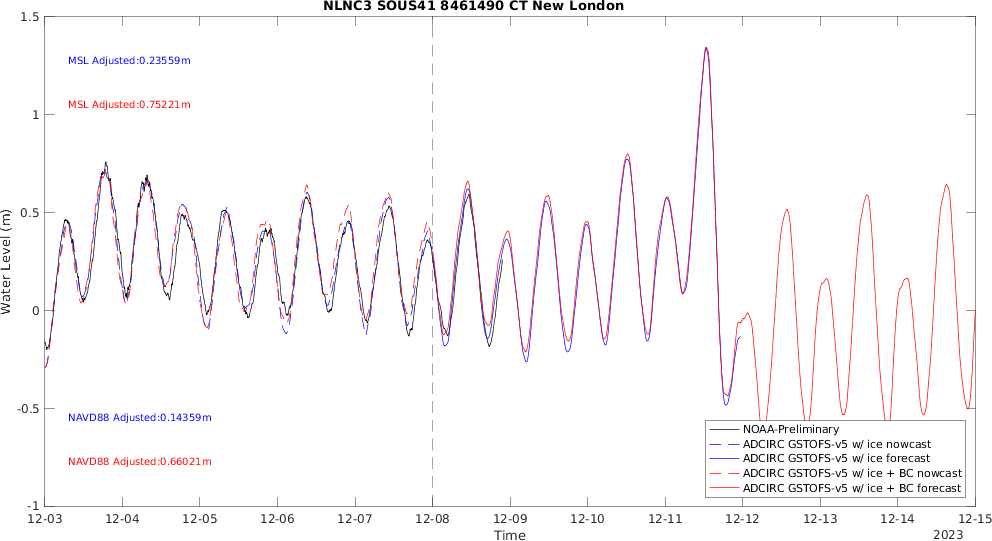 NLNC3 SOUS41 8461490 CT New London
1.5
MSL Adjusted:0.23559m
MSL Adjusted:0.75221m
1
0.5
Water Level (m)
0
-0.5
NAVD88 Adjusted:0.14359m
NAVD88 Adjusted:0.66021m
NOAA-Preliminary
ADCIRC GSTOFS-v5 w/ ice nowcast
ADCIRC GSTOFS-v5 w/ ice forecast
ADCIRC GSTOFS-v5 w/ ice + BC nowcast
ADCIRC GSTOFS-v5 w/ ice + BC forecast
-1
12-03 12-04 12-05 12-06 12-07 12-08 12-09 12-10 12-11 12-12 12-13 12-14 12-15
Time
2023